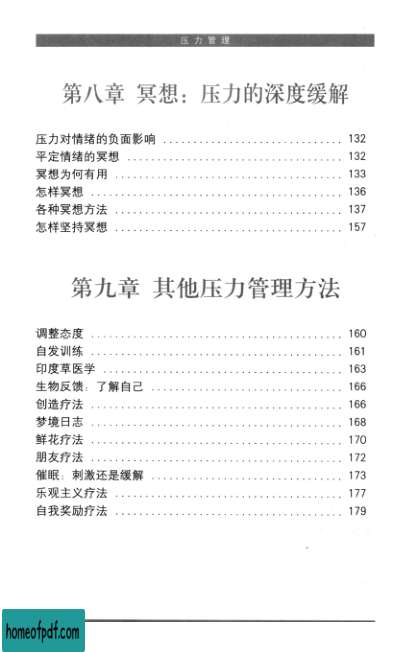 压力管理
第八章 冥想：压力的深度缓解
压力对情绪的负面影响 .............................. 132
平定情绪的冥想 .................................... 132
冥想为何有用 ...................................... 133
怎样冥想 .......................................... 136
各种冥想方法 ...................................... 137
怎样坚持冥想 ...................................... 157
第九章 其他压力管理方法
调整态度 .......................................... 160
自发训练 .......................................... 161
印度草医学 ........................................ 163
生物反馈：了解自己 ................................ 166
创造疗法 .......................................... 166
梦境日志 .......................................... 168
鲜花疗法 .......................................... 170
朋友疗法 .......................................... 172
催眠：刺激还是缓解 ................................ 173
乐观主义疗法 ...................................... 177
自我奖励疗法 ...................................... 179
homeofpdf.com